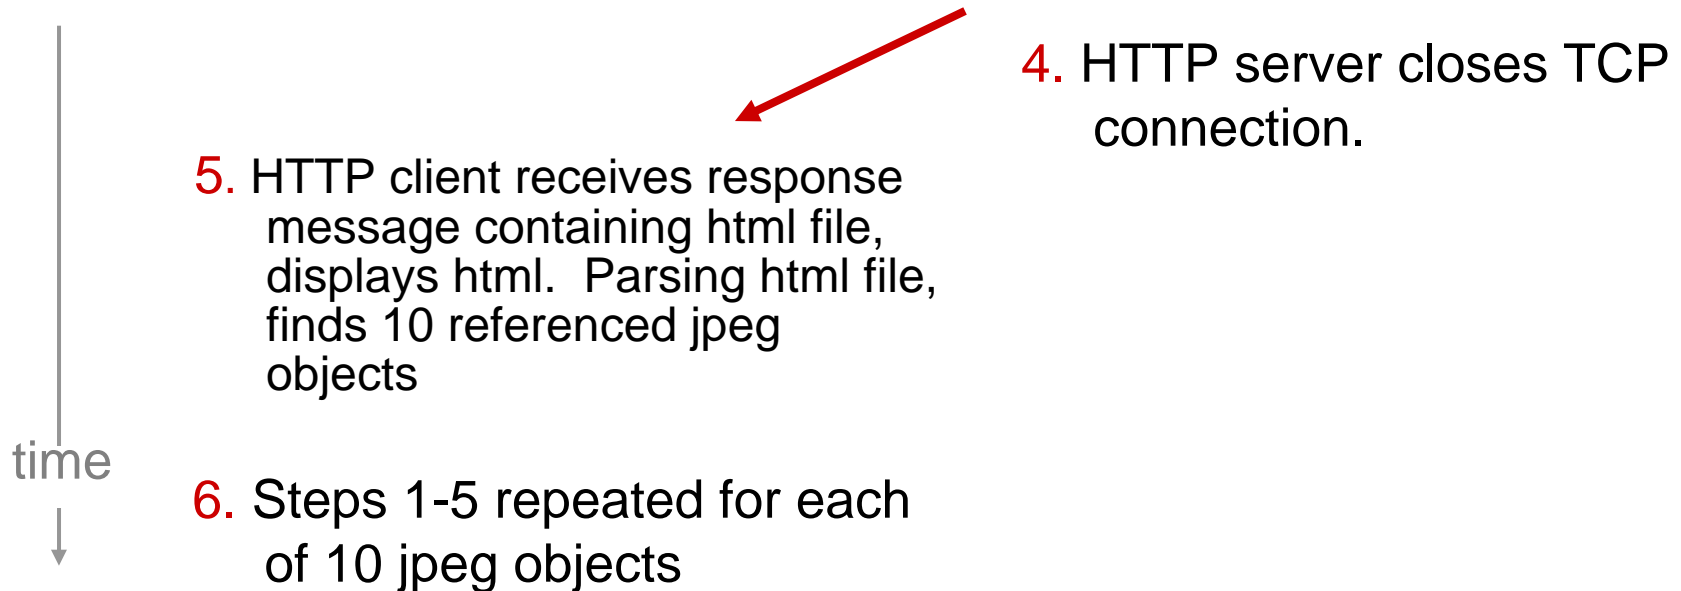 4. HTTP server closes TCP
connection.
5. HTTP client receives response
message containing html file,
displays html.  Parsing html file,
finds 10 referenced jpeg
objects
time
6. Steps 1-5 repeated for each
of 10 jpeg objects